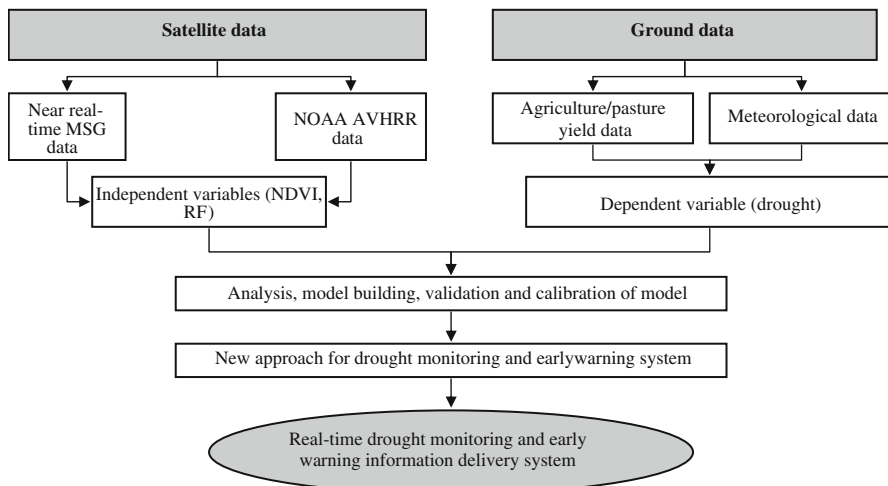 Satellite data
Ground data
Near real-
time MSG
data
NOAA AVHRR
data
Agriculture/pasture
yield data
Meteorological data
Independent variables (NDVI,
RF)
Dependent variable (drought)
Analysis, model building, validation and calibration of model
New approach for drought monitoring and earlywarning system
Real-time drought monitoring and early
warning information delivery system